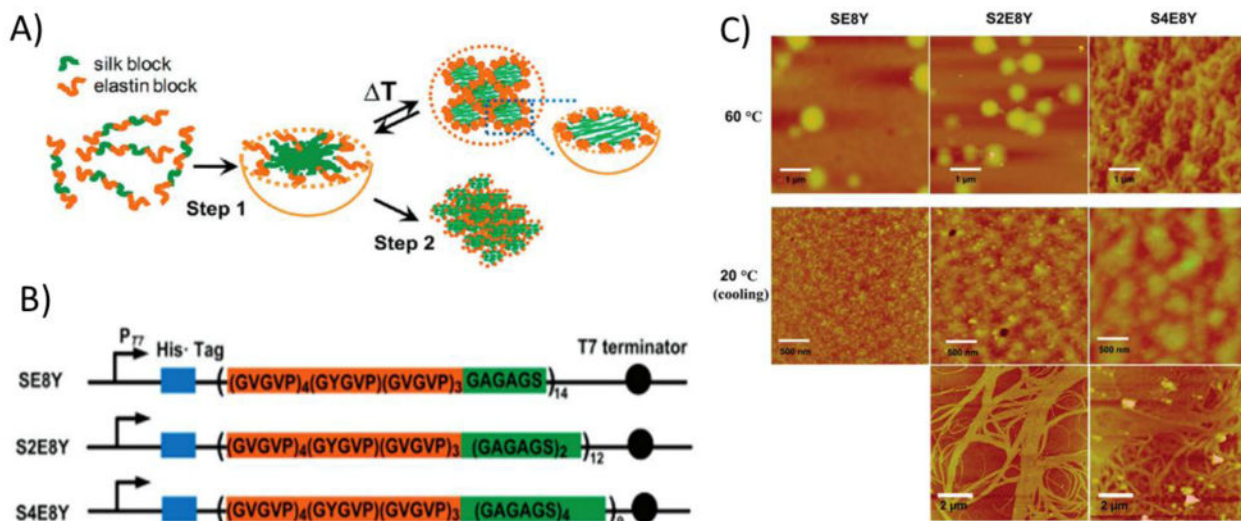 A)
silk block
elastin block
Step 1
ΔT
Step 2
B)
P T7
His· Tag
T7 terminator
SE8Y
( (GVGVP)4(GYGVP)(GVGVP)3 GAGAGS )14
S2E8Y
( (GVGVP)4(GYGVP)(GVGVP)3 (GAGAGS)2 )12
S4E8Y
( (GVGVP)4(GYGVP)(GVGVP)3 (GAGAGS)4 )
C)
SE8Y S2E8Y S4E8Y
60 °C
1 µm 1 µm 1 µm
20 °C
(cooling)
500 nm 500 nm 500 nm
2 µm 2 µm